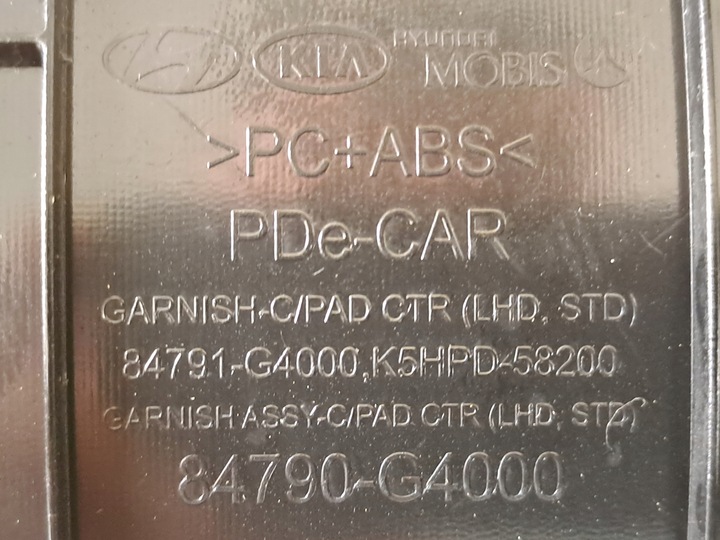 KIA HYUNDAI MOBIS
>PC+ABS<
PDe-CAR
GARNISH-C/PAD CTR (LHD, STD)
84791-G4000,K5HPD-58200
GARNISH ASSY-C/PAD CTR (LHD, STD)
84790-G4000